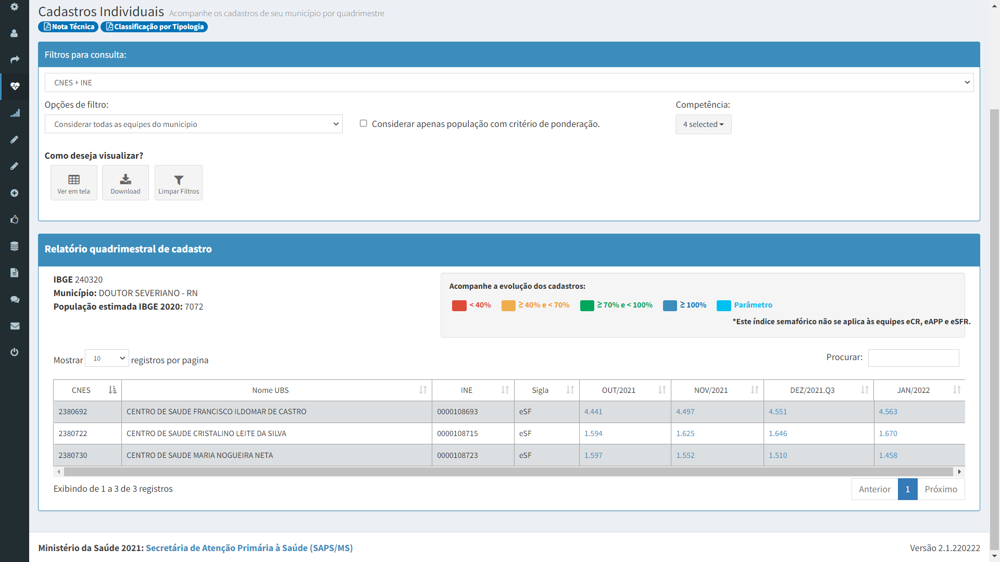 Cadastros Individuais Acompanhe os cadastros de seu município por quadrimestre
Nota Técnica Classificação por Tipologia
Filtros para consulta:
CNES + INE
Opções de filtro: Competência:
Considerar todas as equipes do municipio Considerar apenas população com critério de ponderação. 4 selected
Como deseja visualizar?
Ver em tela Download Limpar Filtros
Relatório quadrimestral de cadastro
IBGE 240320
Município: DOUTOR SEVERIANO - RN
População estimada IBGE 2020: 7072
Acompanhe a evolução dos cadastros:
< 40% ≥ 40% e < 70% ≥ 70% e < 100% ≥ 100% Parâmetro
*Este índice semafórico não se aplica às equipes eCR, eAPP e eSFR.
Mostrar 10 registros por pagina Procurar:
CNES Nome UBS INE Sigla OUT/2021 NOV/2021 DEZ/2021.Q3 JAN/2022
2380692 CENTRO DE SAUDE FRANCISCO ILDOMAR DE CASTRO 0000108693 eSF 4.441 4.497 4.551 4.563
2380722 CENTRO DE SAUDE CRISTALINO LEITE DA SILVA 0000108715 eSF 1.594 1.625 1.646 1.670
2380730 CENTRO DE SAUDE MARIA NOGUEIRA NETA 0000108723 eSF 1.597 1.552 1.510 1.458
Exibindo de 1 a 3 de 3 registros Anterior 1 Próximo
Ministério da Saúde 2021: Secretária de Atenção Primária à Saúde (SAPS/MS) Versão 2.1.220222